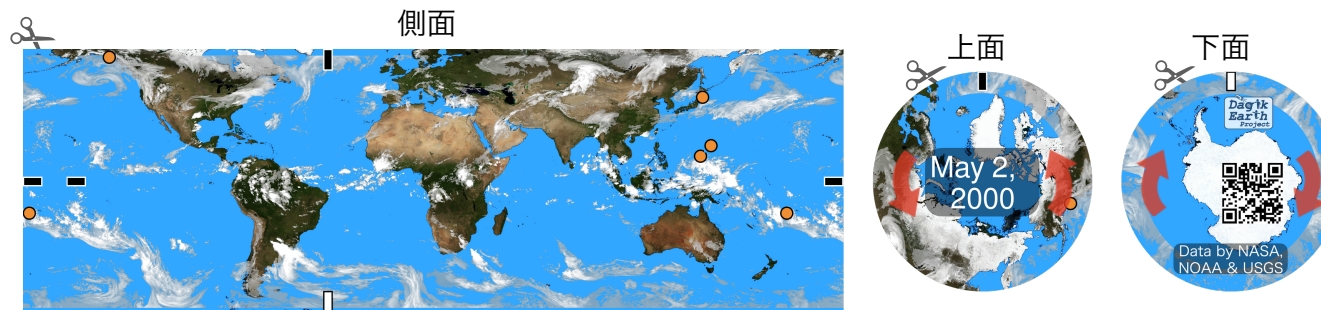 側面
上面
下面
May 2,
2000
Dagik
Earth
Project
Data by NASA,
NOAA & USGS